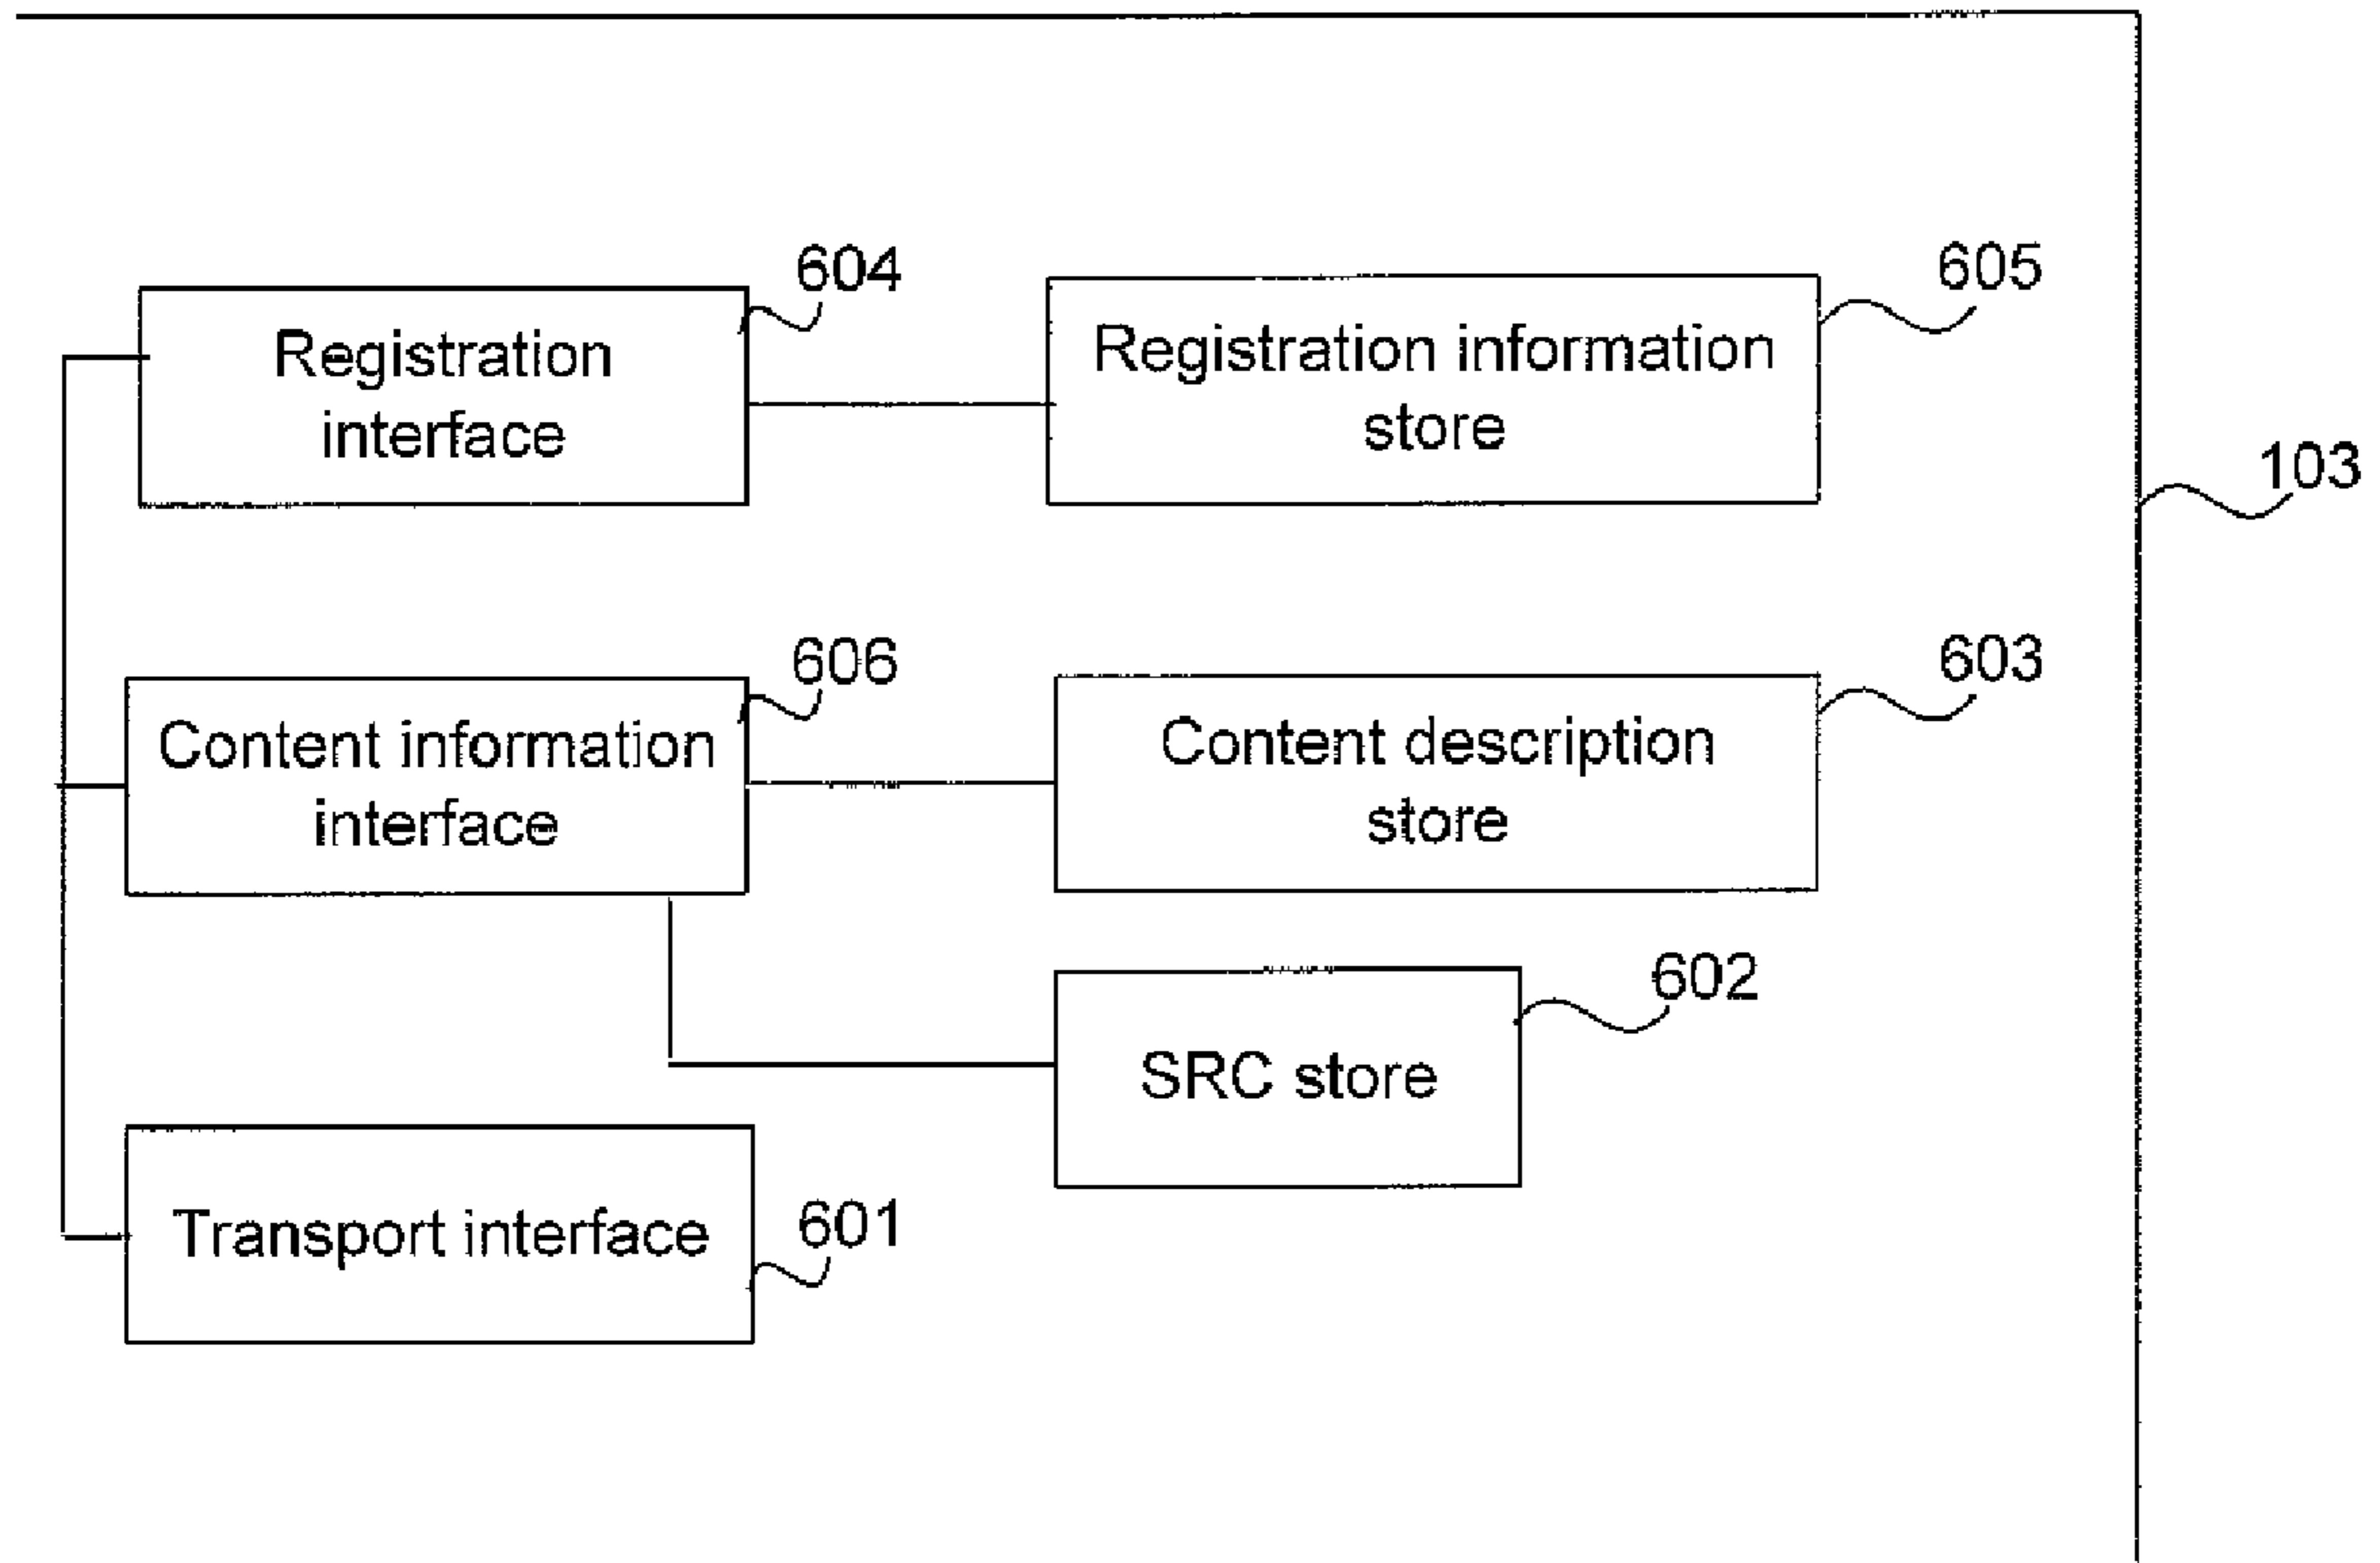 604
605
Registration
interface
Registration information
store
103
606
603
Content information
interface
Content description
store
602
SRC store
601
Transport interface